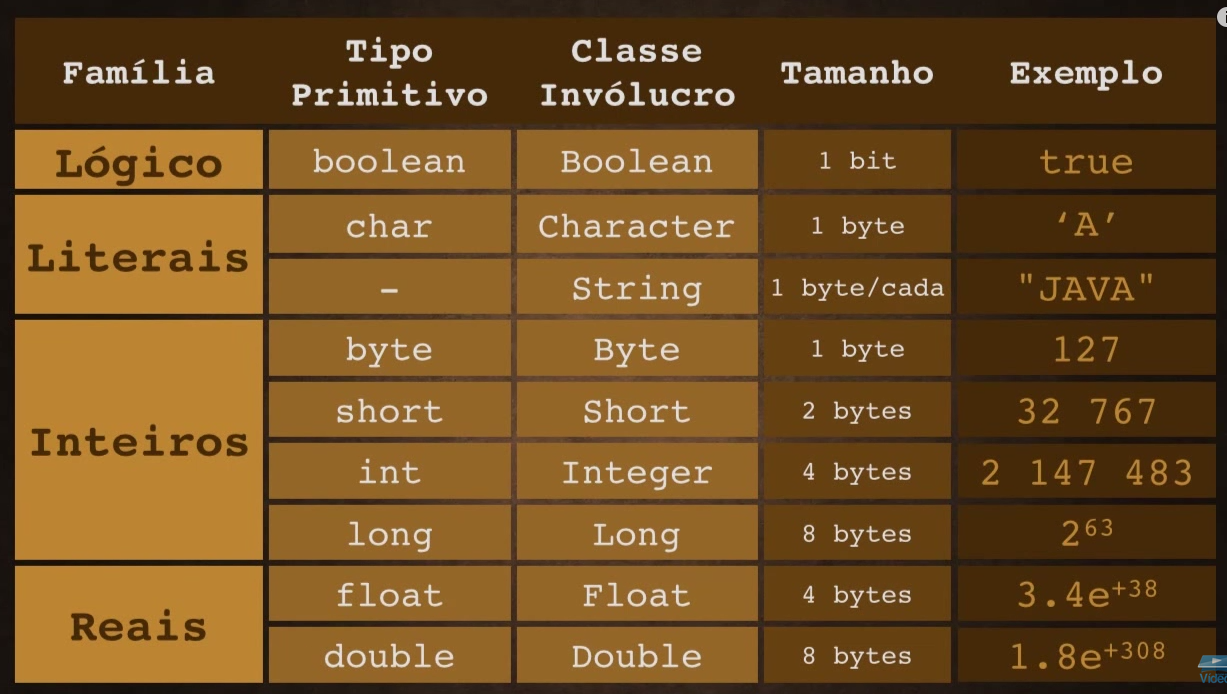 Família Tipo Primitivo Classe Invólucro Tamanho Exemplo
Lógico boolean Boolean 1 bit true
Literais char Character 1 byte ‘A’
– String 1 byte/cada "JAVA"
Inteiros byte Byte 1 byte 127
short Short 2 bytes 32 767
int Integer 4 bytes 2 147 483
long Long 8 bytes 2⁶³
Reais float Float 4 bytes 3.4e⁺³⁸
double Double 8 bytes 1.8e⁺³⁰⁸